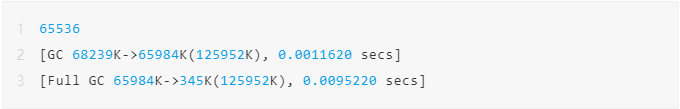 1 65536
2 [GC 68239K->65984K(125952K), 0.0011620 secs]
3 [Full GC 65984K->345K(125952K), 0.0095220 secs]